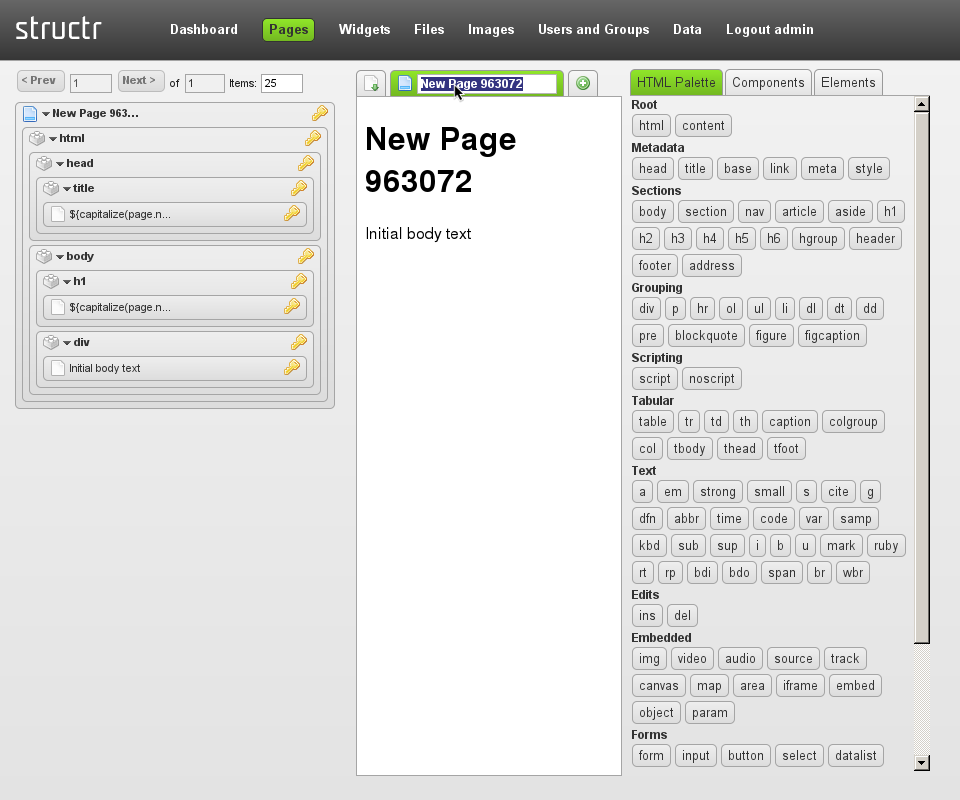 structr Dashboard Pages Widgets Files Images Users and Groups Data Logout admin
< Prev 1 Next > of 1 Items: 25
New Page 963...
html
head
title
${capitalize(page.n...
body
h1
${capitalize(page.n...
div
Initial body text
New Page 963072
New Page
963072
Initial body text
HTML Palette Components Elements
Root
html content
Metadata
head title base link meta style
Sections
body section nav article aside h1
h2 h3 h4 h5 h6 hgroup header
footer address
Grouping
div p hr ol ul li dl dt dd
pre blockquote figure figcaption
Scripting
script noscript
Tabular
table tr td th caption colgroup
col tbody thead tfoot
Text
a em strong small s cite g
dfn abbr time code var samp
kbd sub sup i b u mark ruby
rt rp bdi bdo span br wbr
Edits
ins del
Embedded
img video audio source track
canvas map area iframe embed
object param
Forms
form input button select datalist